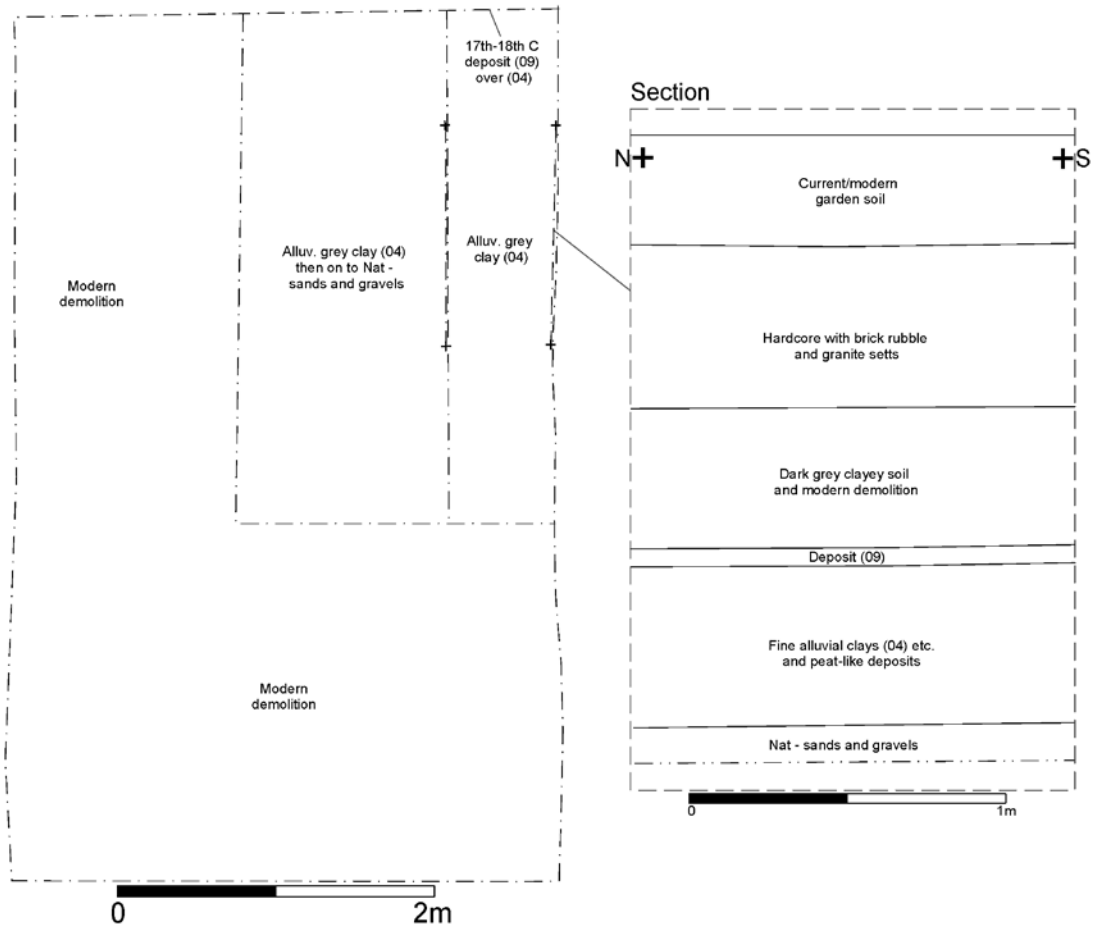 17th-18th C
deposit (09)
over (04)
Alluv. grey clay (04)
then on to Nat -
sands and gravels
Alluv. grey
clay (04)
Modern
demolition
Modern
demolition
0
2m
Section
N
S
Current/modern
garden soil
Hardcore with brick rubble
and granite setts
Dark grey clayey soil
and modern demolition
Deposit (09)
Fine alluvial clays (04) etc.
and peat-like deposits
Nat - sands and gravels
0
1m